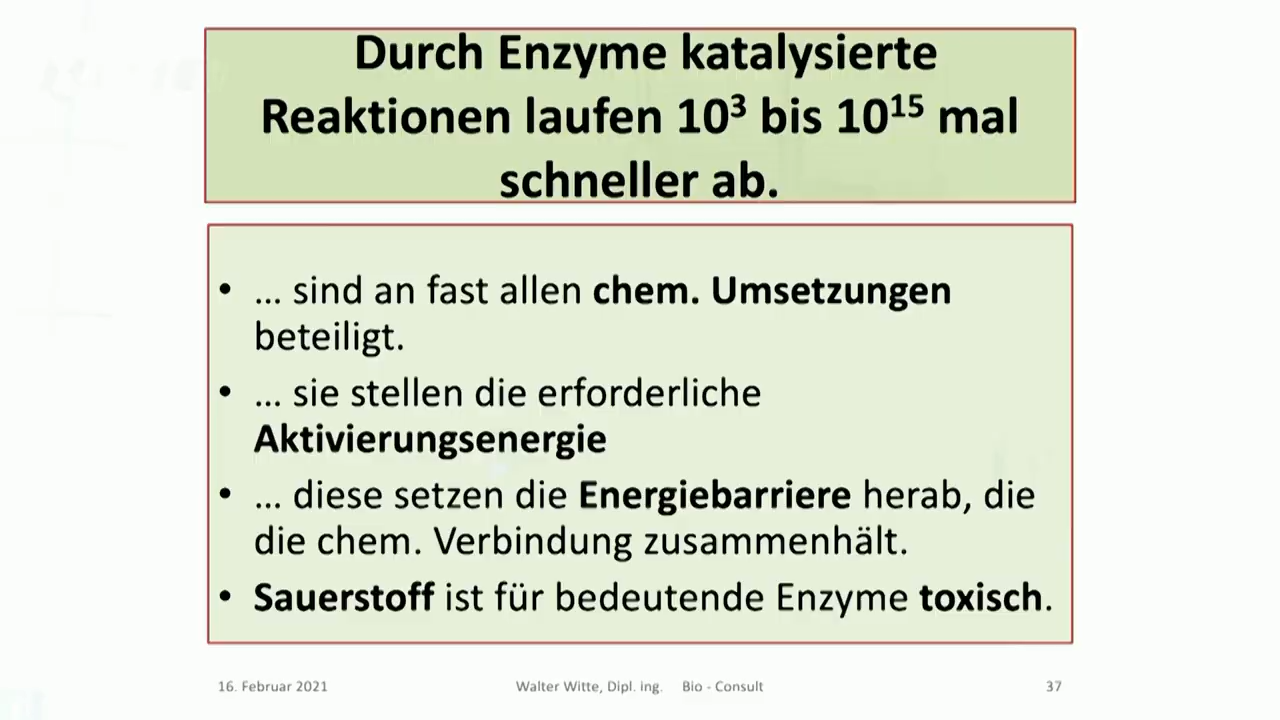 Durch Enzyme katalysierte
Reaktionen laufen 10³ bis 10¹⁵ mal
schneller ab.
• ... sind an fast allen chem. Umsetzungen
beteiligt.
• ... sie stellen die erforderliche
Aktivierungsenergie
• ... diese setzen die Energiebarriere herab, die
die chem. Verbindung zusammenhält.
• Sauerstoff ist für bedeutende Enzyme toxisch.
16. Februar 2021 Walter Witte, Dipl. ing. Bio - Consult 37